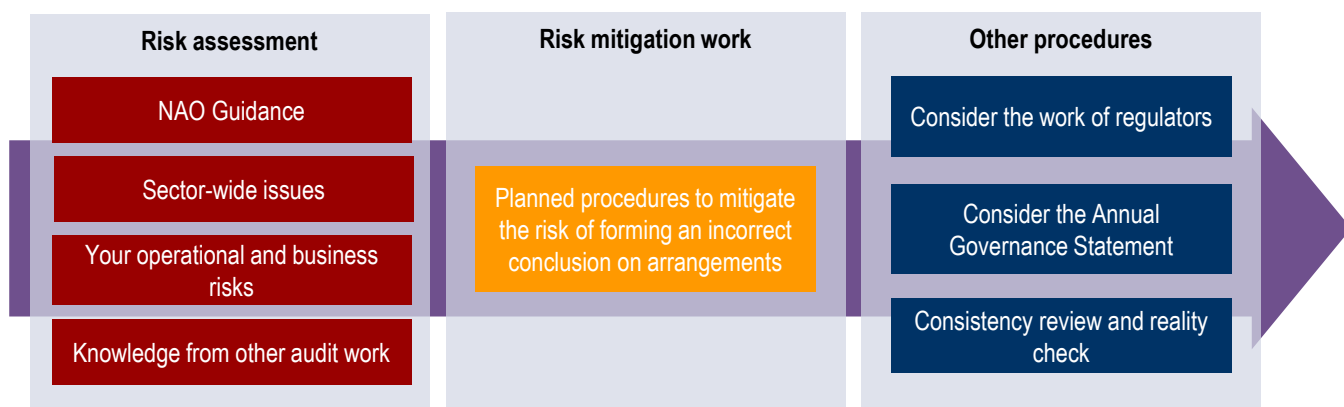 Risk assessment
NAO Guidance
Sector-wide issues
Your operational and business
risks
Knowledge from other audit work
Risk mitigation work
Planned procedures to mitigate
the risk of forming an incorrect
conclusion on arrangements
Other procedures
Consider the work of regulators
Consider the Annual
Governance Statement
Consistency review and reality
check